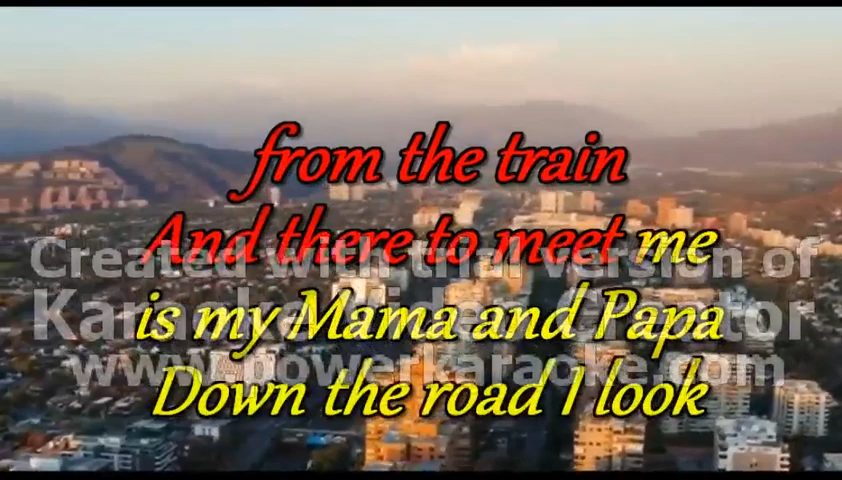 from the train
And there to meet me
is my Mama and Papa
Down the road I look
Created with trial version of
Karaoke Video Creator
www.powerkaraoke.com